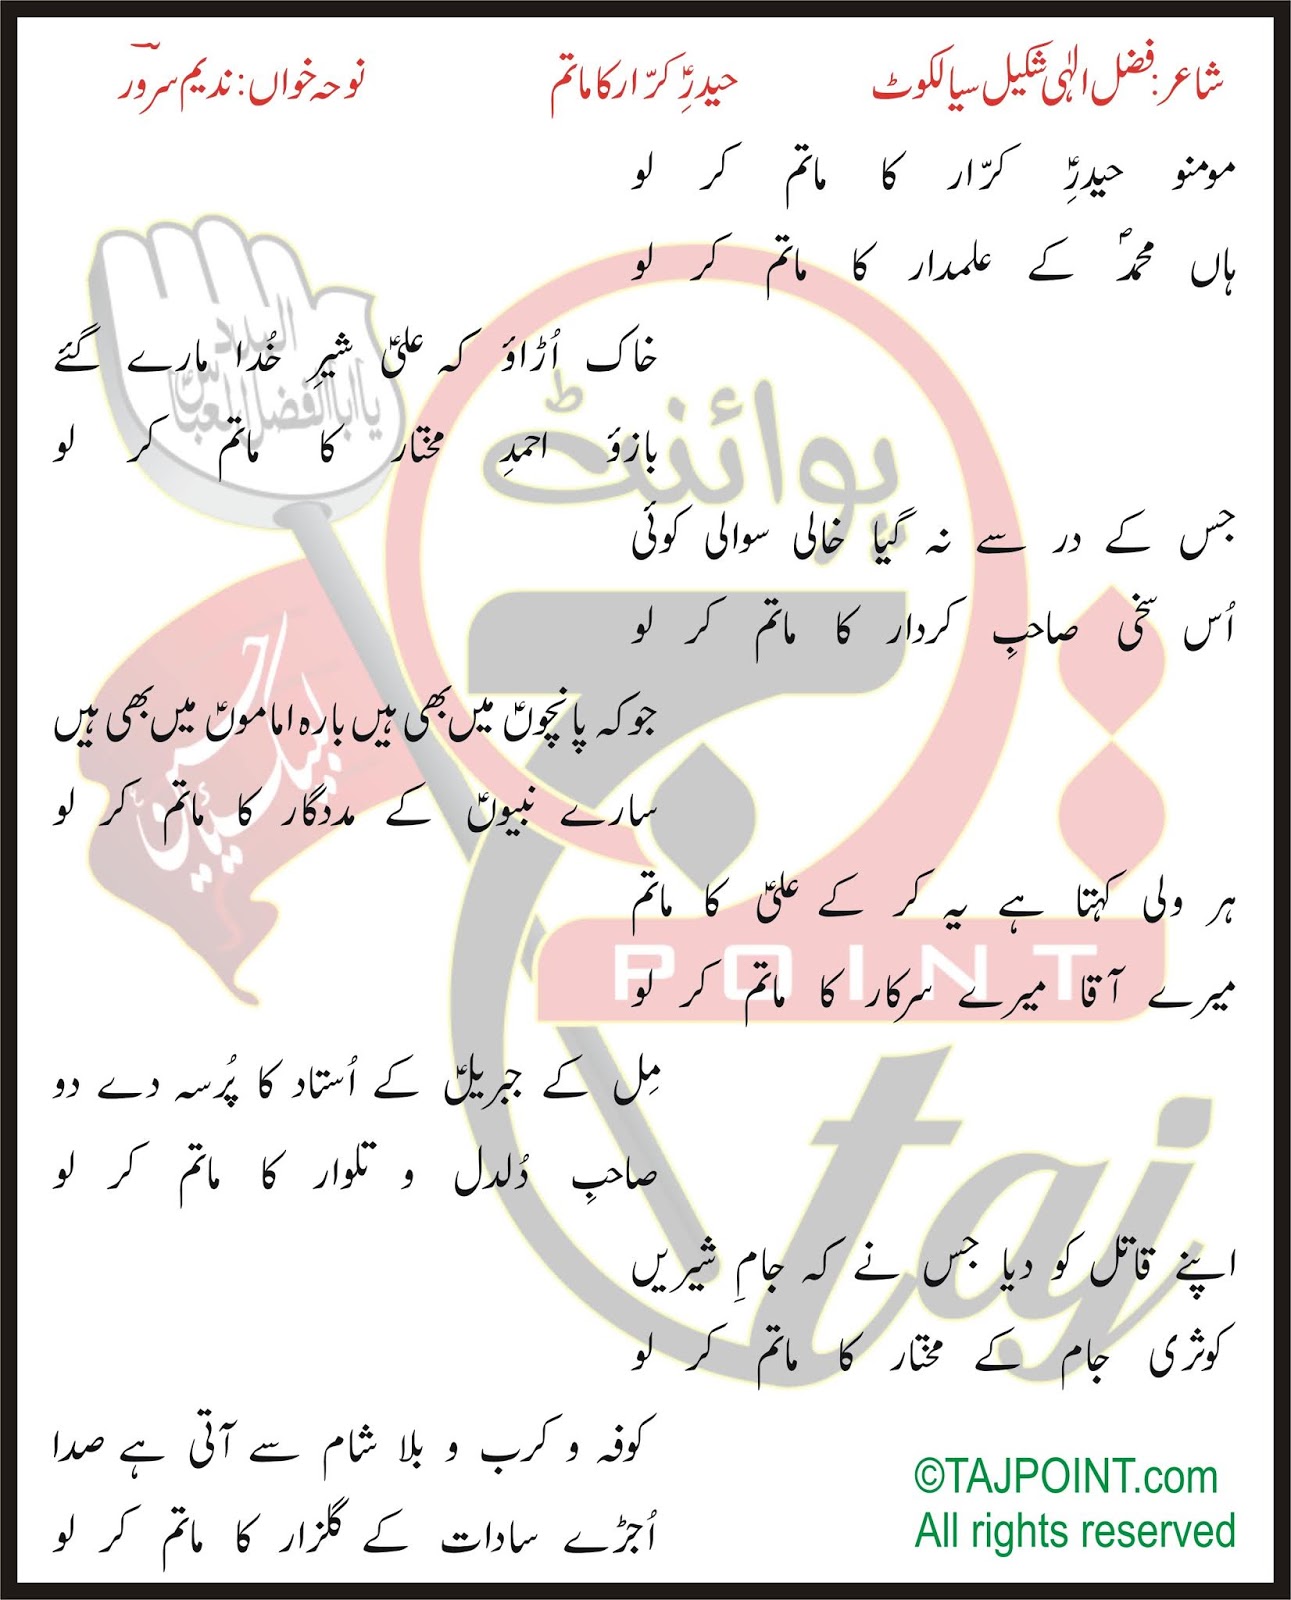 شاعر: فضل الٰہی شکیل سیالکوٹ حیدرِؑ کرّار کا ماتم نوحہ خواں: ندیم سرور
مومنو حیدرِؑ کرّار کا ماتم کر لو
ہاں محمدؐ کے علمدار کا ماتم کر لو
خاک اُڑاؤ کہ علیؑ شیرِ خُدا مارے گئے
بازؤ احمدِ مختار کا ماتم کر لو
جس کے در سے نہ گیا خالی سوالی کوئی
اُس سخی صاحبِ کردار کا ماتم کر لو
جو کہ پانچوںؑ میں بھی ہیں بارہ اماموںؑ میں بھی ہیں
سارے نبیوںؑ کے مددگار کا ماتم کر لو
ہر ولی کہتا ہے یہ کر کے علیؑ کا ماتم
میرے آقا میرے سرکار کا ماتم کر لو
مِل کے جبریلؑ کے اُستاد کا پُرسہ دے دو
صاحبِ دُلدل و تلوار کا ماتم کر لو
اپنے قاتل کو دیا جس نے کہ جامِ شیریں
کوثری جام کے مختار کا ماتم کر لو
کوفہ و کرب و بلا شام سے آتی ہے صدا
اُجڑے سادات کے گلزار کا ماتم کر لو
©TAJPOINT.com
All rights reserved
پوائنٹ
تاج
POINT
taj
لبیک یا حسین
یا اباالفضل العباس